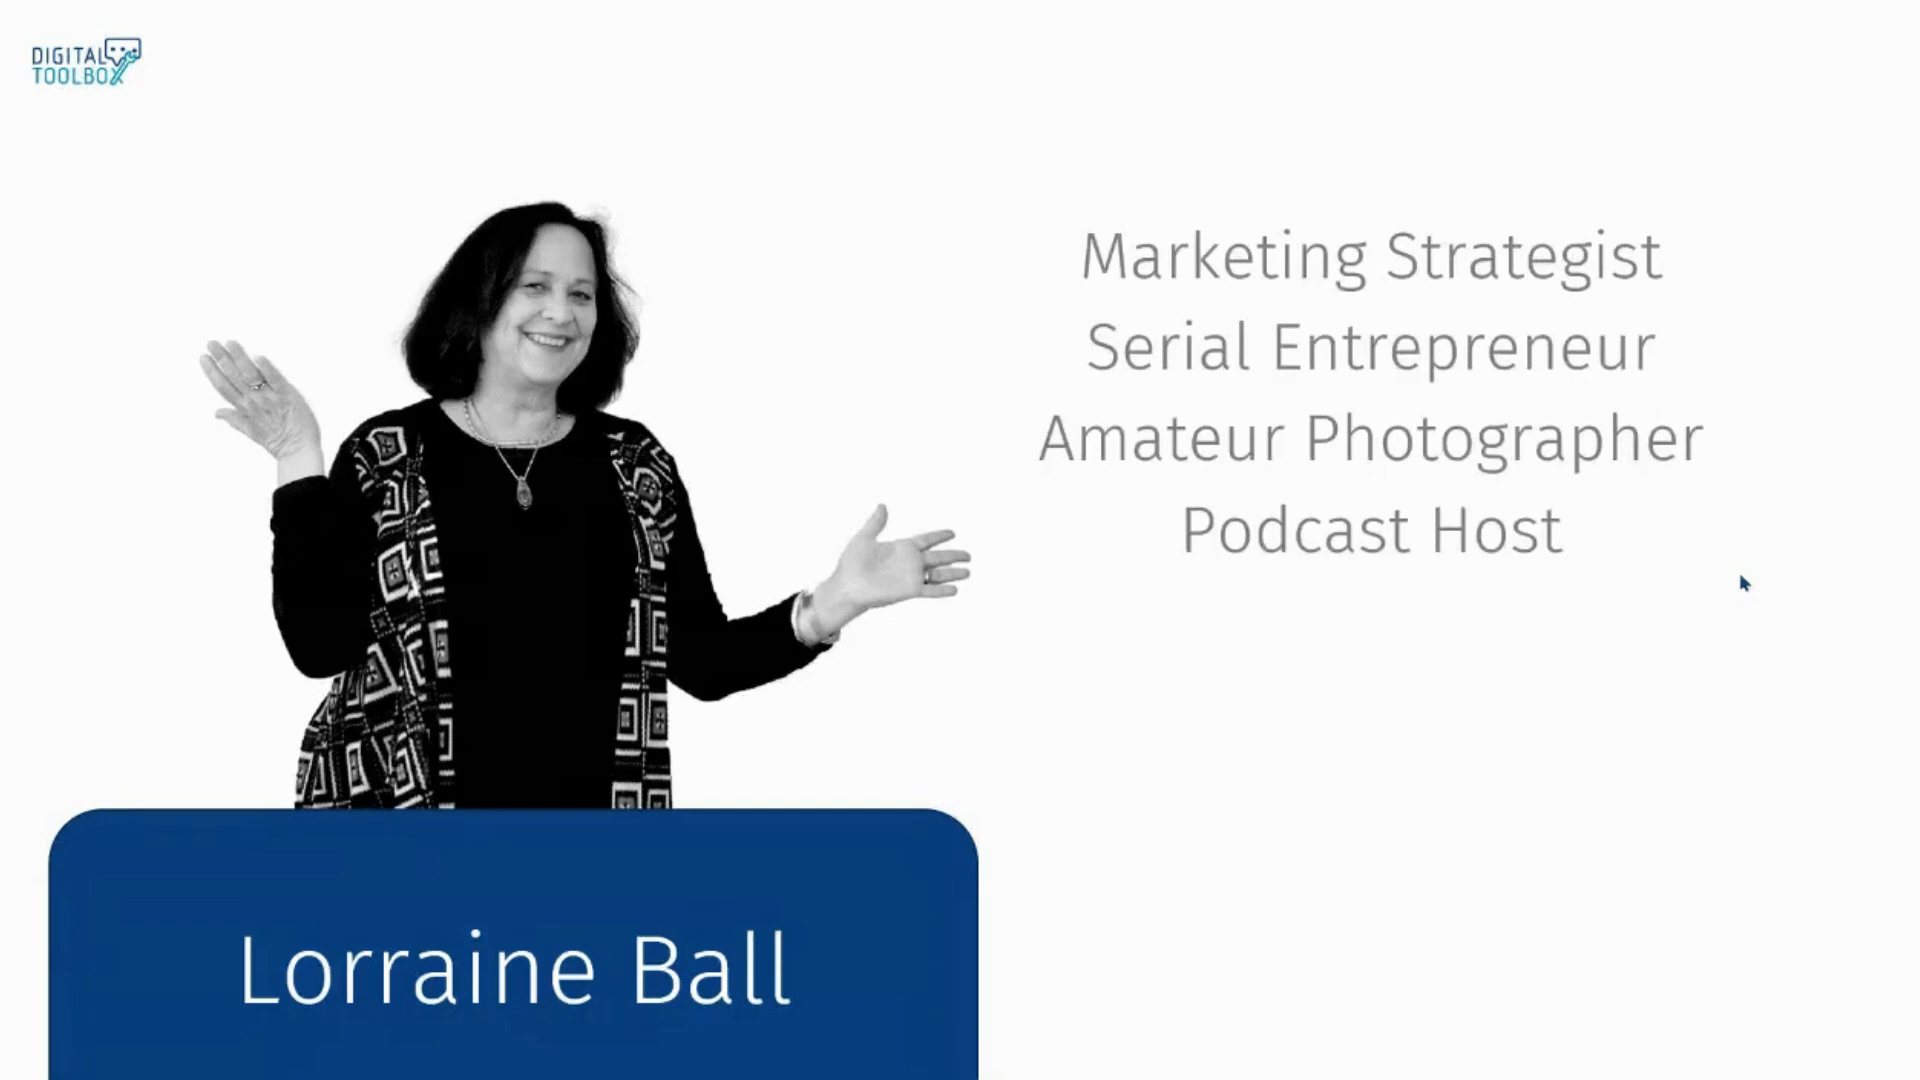 DIGITAL
TOOLBOX
Marketing Strategist
Serial Entrepreneur
Amateur Photographer
Podcast Host
Lorraine Ball